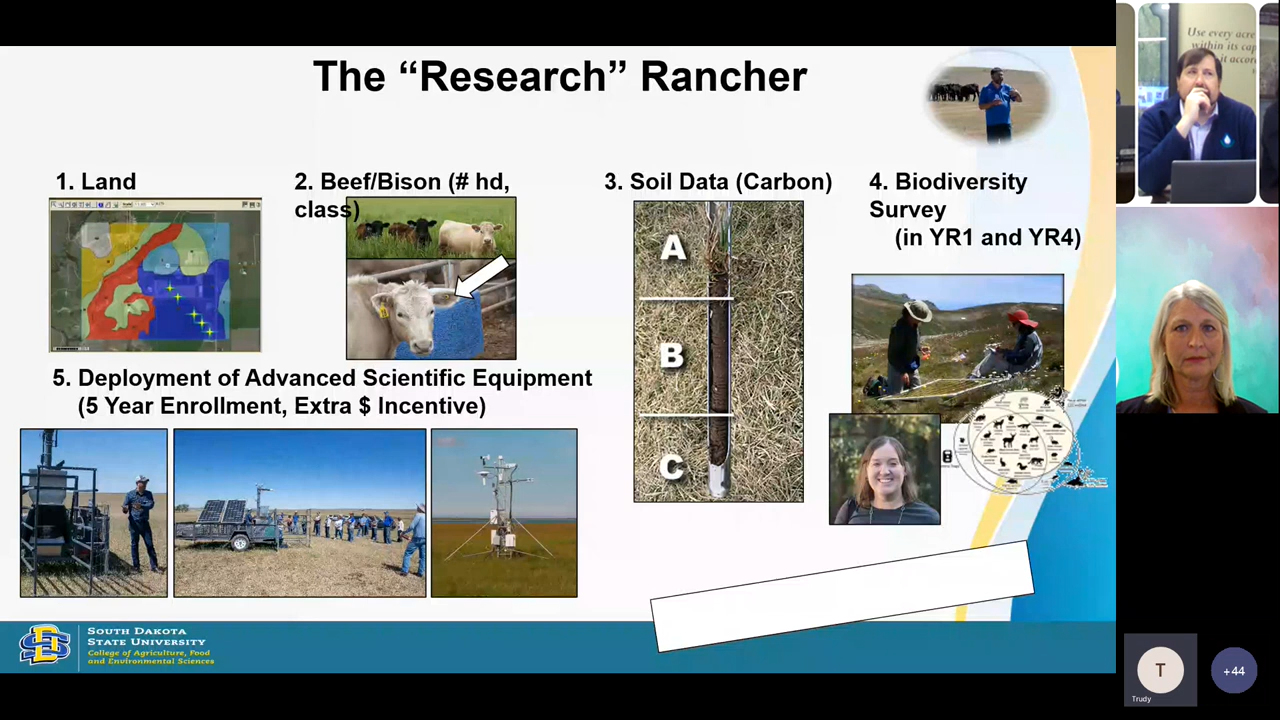 The “Research” Rancher
1. Land
2. Beef/Bison (# hd,
class)
3. Soil Data (Carbon)
4. Biodiversity
Survey
(in YR1 and YR4)
A
B
C
5. Deployment of Advanced Scientific Equipment
(5 Year Enrollment, Extra $ Incentive)
SOUTH DAKOTA
STATE UNIVERSITY
College of Agriculture, Food
and Environmental Sciences
Use every acre
within its cap
T
Trudy
+44